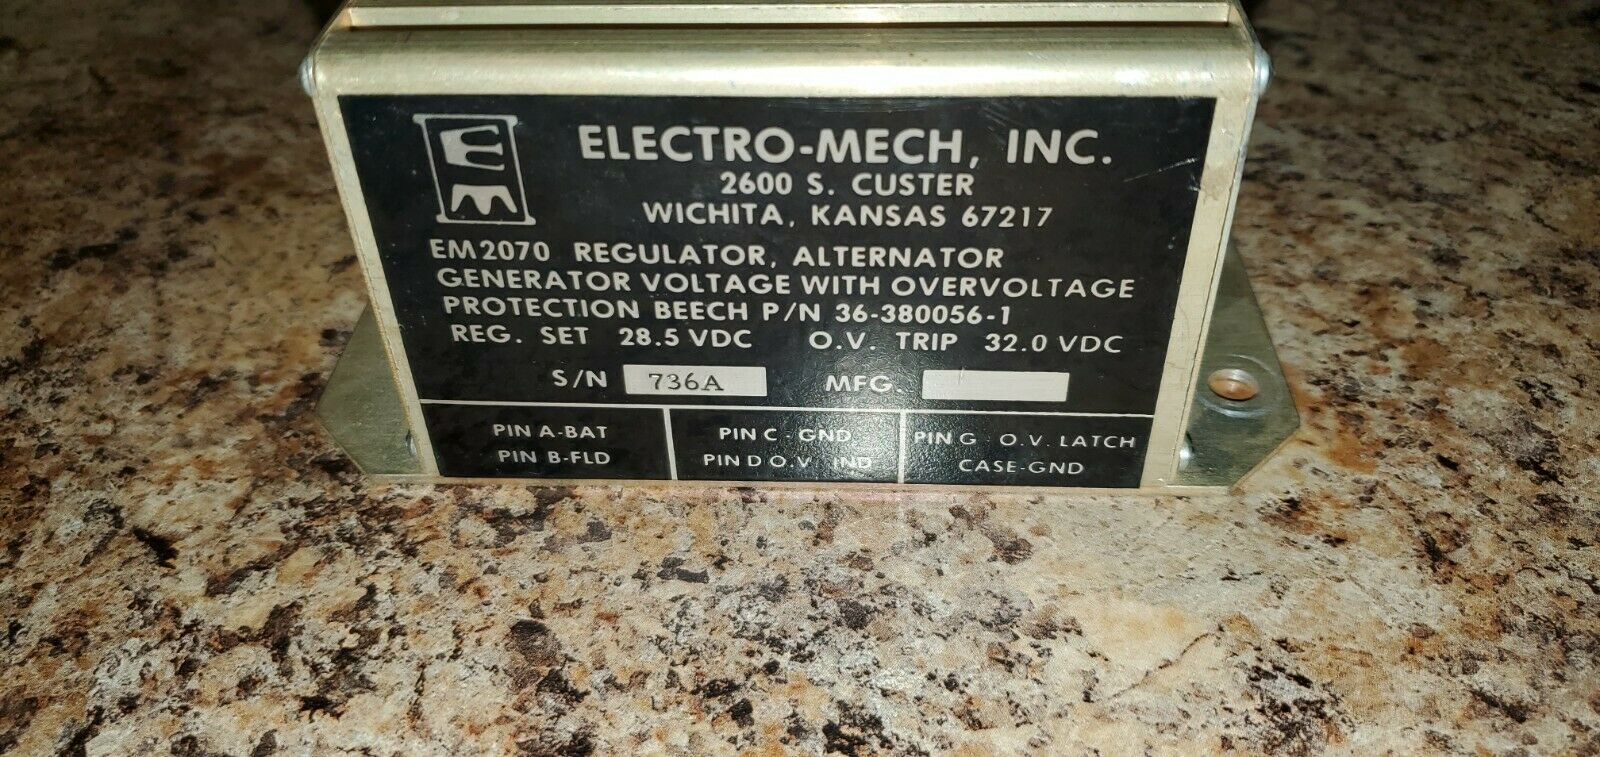 ELECTRO-MECH, INC.
2600 S. CUSTER
WICHITA, KANSAS 67217
EM2070 REGULATOR, ALTERNATOR
GENERATOR VOLTAGE WITH OVERVOLTAGE
PROTECTION BEECH P/N 36-380056-1
REG. SET 28.5 VDC O.V. TRIP 32.0 VDC
S/N 736A MFG.
PIN A-BAT
PIN B-FLD
PIN C - GND
PIN D O.V. IND
PIN G O.V. LATCH
CASE-GND